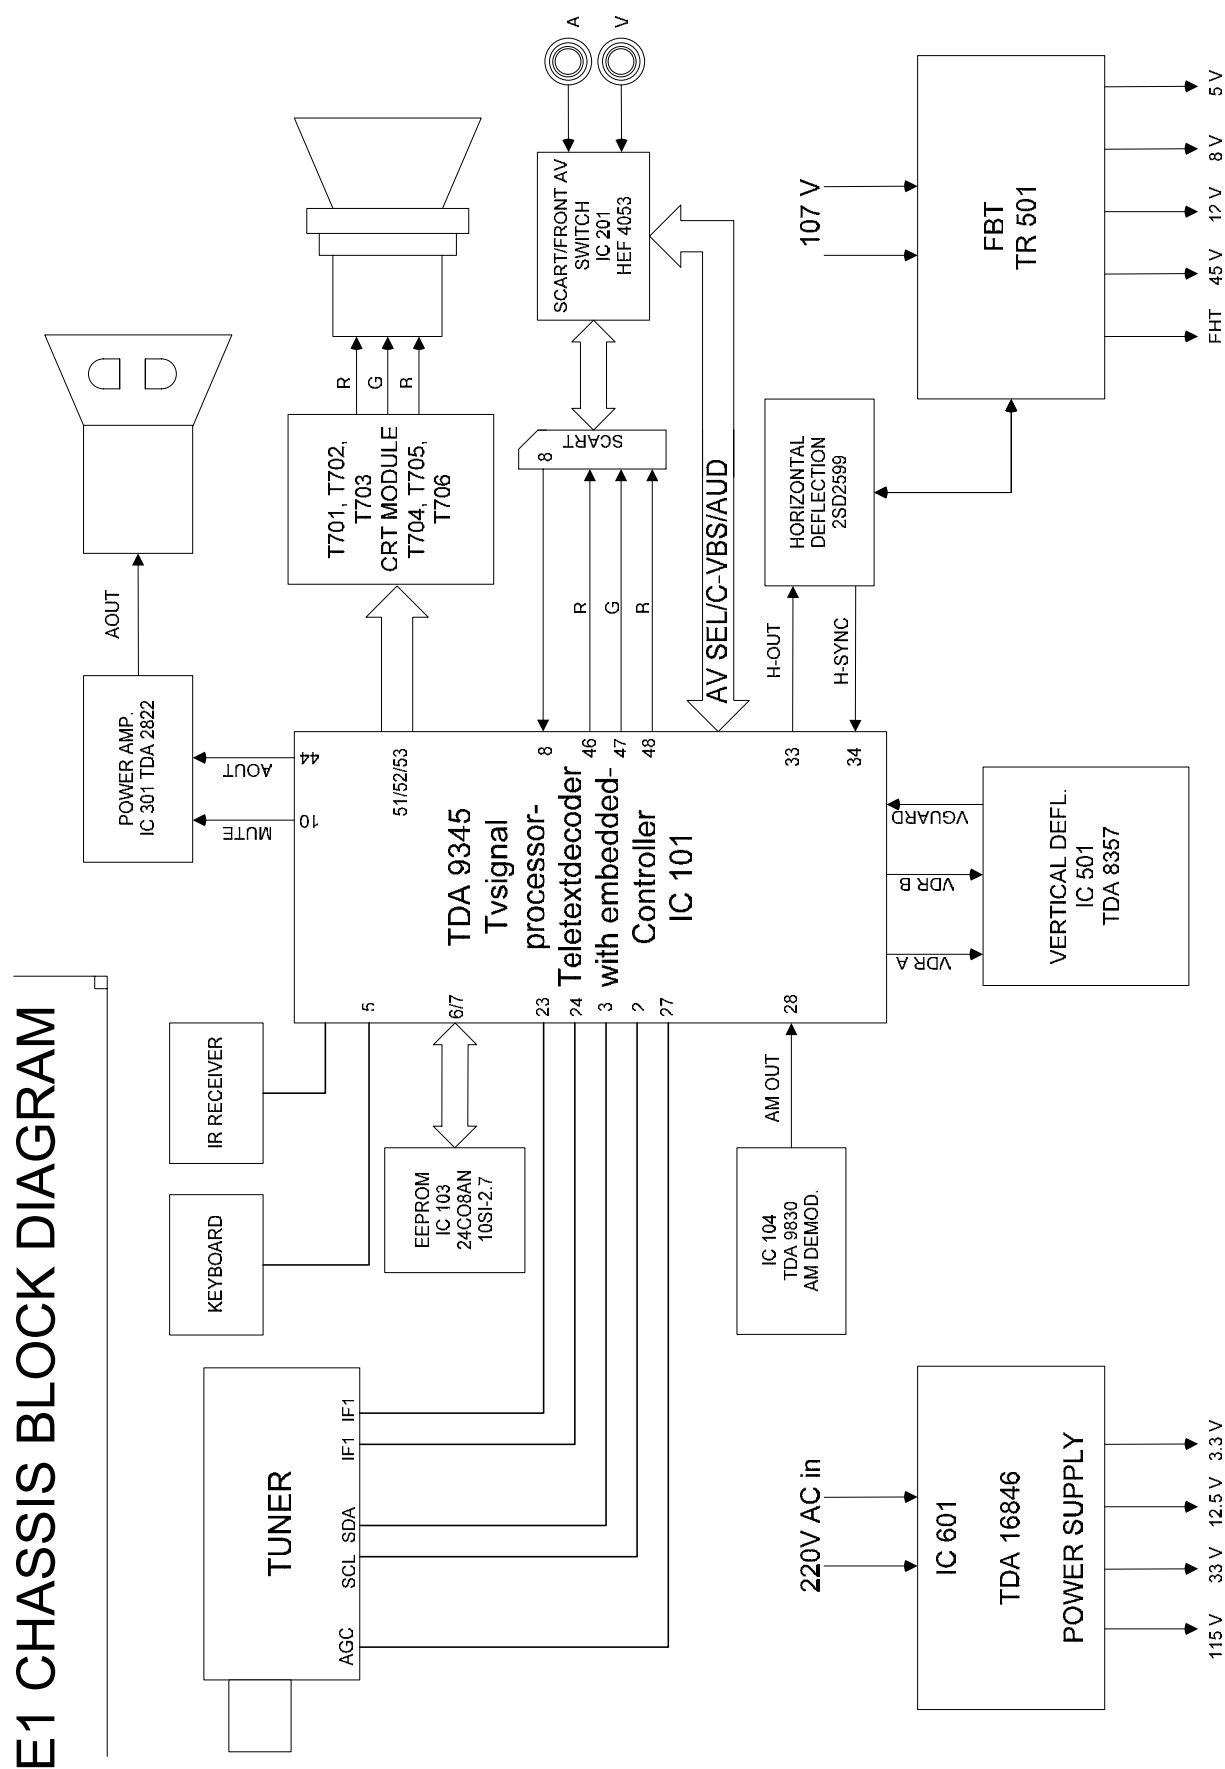 E1 CHASSIS BLOCK DIAGRAM
TUNER
AGC
SCL
SDA
IF1
IF1
KEYBOARD
IR RECEIVER
EEPROM
IC 103
24CO8AN
10SI-2.7
IC 104
TDA 9830
AM DEMOD.
AM OUT
5
6/7
23
24
3
2
27
28
TDA 9345
Tvsignal
processor-
Teletextdecoder
with embedded-
Controller
IC 101
10
44
51/52/53
8
46
47
48
33
34
MUTE
AOUT
POWER AMP.
IC 301 TDA 2822
AOUT
T701, T702,
T703
CRT MODULE
T704, T705,
T706
R
G
R
R
G
R
8
SCART
SCART/FRONT AV
SWITCH
IC 201
HEF 4053
A
V
AV SEL/C-VBS/AUD
H-OUT
H-SYNC
HORIZONTAL
DEFLECTION
2SD2599
VDR A
VDR B
VGUARD
VERTICAL DEFL.
IC 501
TDA 8357
220V AC in
IC 601
TDA 16846
POWER SUPPLY
115 V
33 V
12.5 V
3.3 V
107 V
FBT
TR 501
FHT
45 V
12 V
8 V
5 V